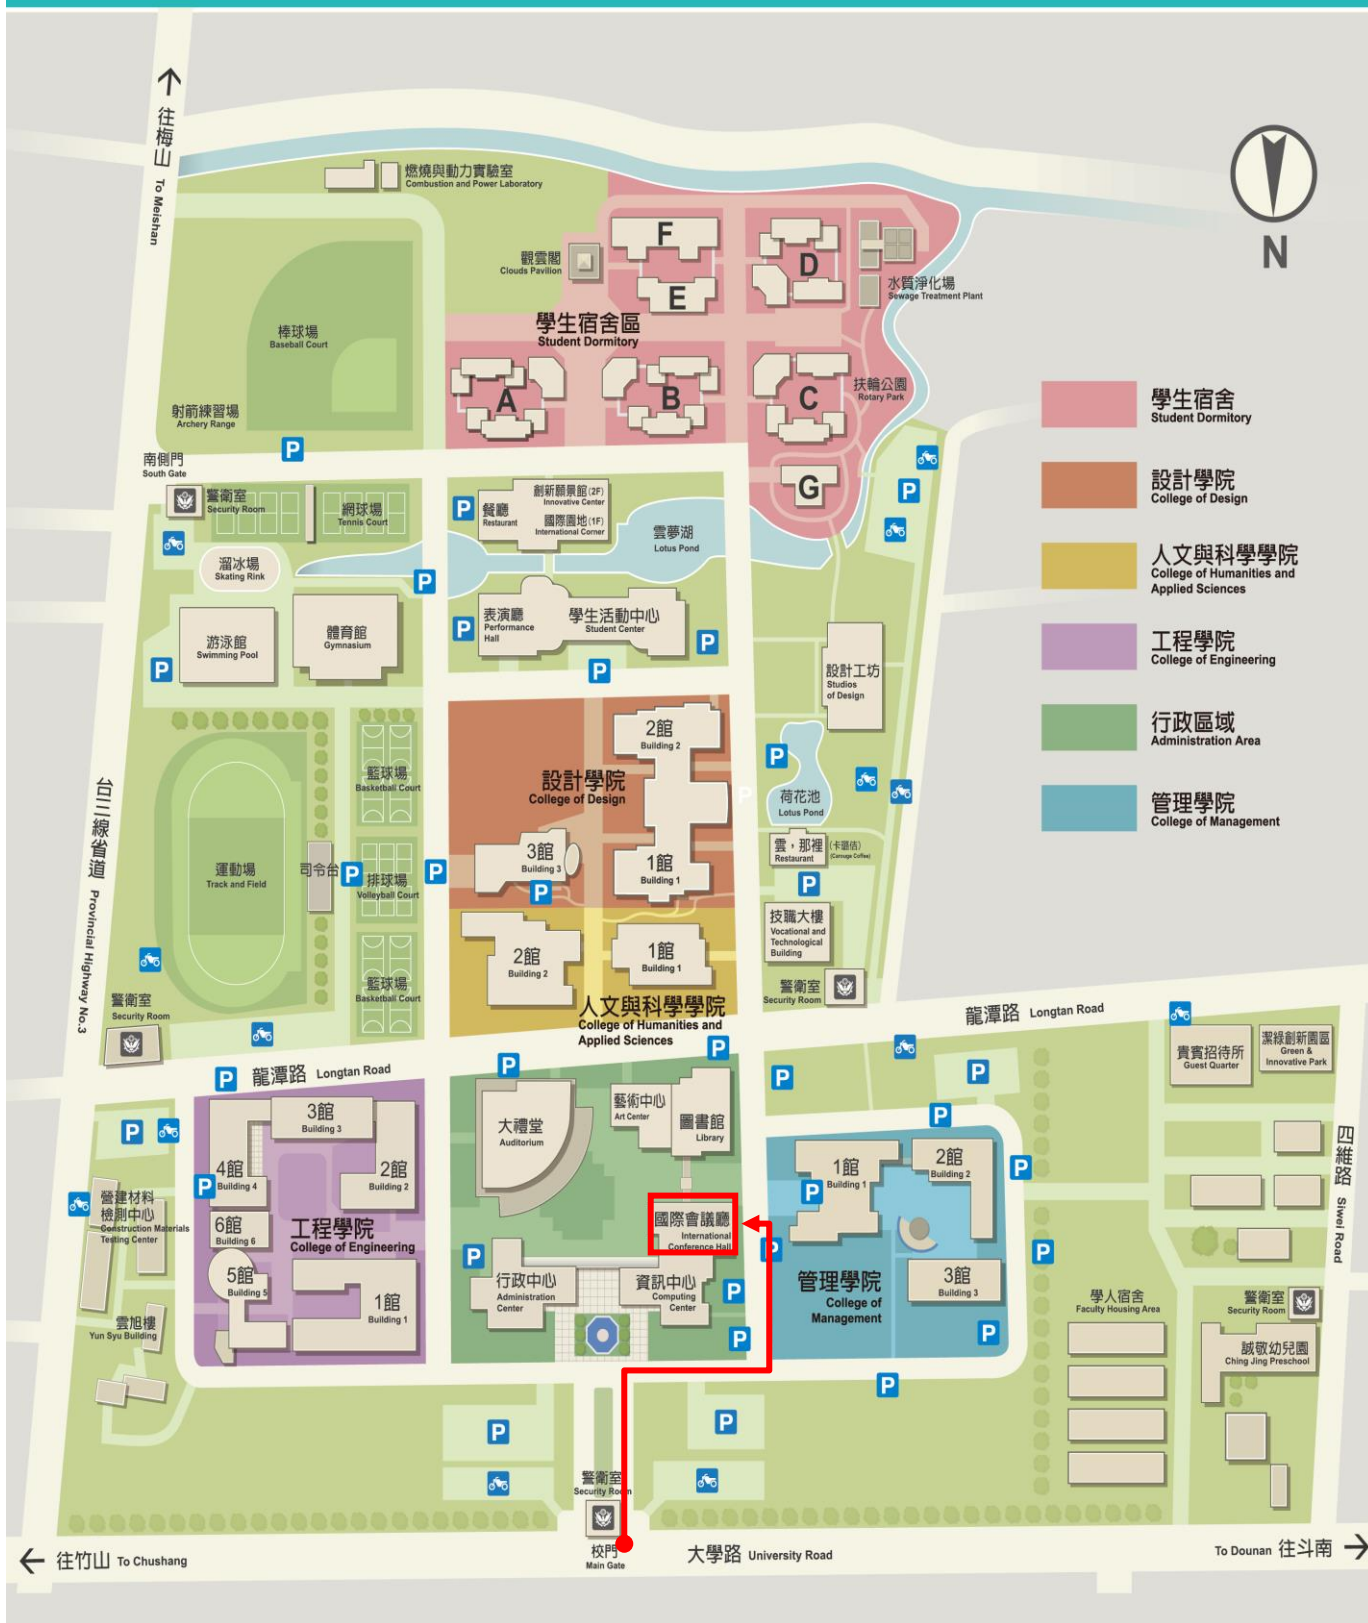 往梅山 To Meishan
燃燒與動力實驗室
Combustion and Power Laboratory
N
觀雲閣
Clouds Pavilion
F
E
D
水質淨化場
Sewage Treatment Plant
學生宿舍區
Student Dormitory
棒球場
Baseball Court
A
B
C
扶輪公園
Rotary Park
射箭練習場
Archery Range
P
南側門
South Gate
警衛室
Security Room
網球場
Tennis Court
P
餐廳
Restaurant
創新願景館(2F)
Innovative Center
國際園地(1F)
International Corner
雲夢湖
Lotus Pond
G
P
溜冰場
Skating Rink
P
游泳館
Swimming Pool
P
體育館
Gymnasium
P
表演廳
Performance
Hall
學生活動中心
Student Center
P
P
設計工坊
Studios
of Design
學生宿舍
Student Dormitory
設計學院
College of Design
人文與科學學院
College of Humanities and
Applied Sciences
工程學院
College of Engineering
行政區域
Administration Area
管理學院
College of Management
台三線省道 Provincial Highway No.3
籃球場
Basketball Court
設計學院
College of Design
2館
Building 2
P
P
荷花池
Lotus Pond
運動場
Track and Field
司令台
P
排球場
Volleyball Court
P
3館
Building 3
P
1館
Building 1
雲，那裡
Restaurant
P
籃球場
Basketball Court
2館
Building 2
1館
Building 1
技職大樓
Vocational and
Technological
Building
人文與科學學院
College of Humanities and
Applied Sciences
警衛室
Security Room
警衛室
Security Room
龍潭路 Longtan Road
P
龍潭路 Longtan Road
P
P
P
P
貴賓招待所
Guest Quarter
潔綠創新園區
Green &
Innovative Park
P
3館
Building 3
4館
Building 4
2館
Building 2
P
大禮堂
Auditorium
藝術中心
Art Center
圖書館
Library
P
1館
Building 1
P
2館
Building 2
P
四維路 Siwei Road
營建材料
檢測中心
Construction Materials
Testing Center
6館
Building 6
工程學院
College of Engineering
國際會議廳
International
Conference Hall
P
P
P
5館
Building 5
1館
Building 1
行政中心
Administration
Center
資訊中心
Computing
Center
P
P
管理學院
College of
Management
3館
Building 3
P
學人宿舍
Faculty Housing Area
警衛室
Security Room
誠敬幼兒園
Ching Jing Preschool
雲旭樓
Yun Syu Building
P
P
P
警衛室
Security Room
校門
Main Gate
往竹山 To Chushang
大學路 University Road
To Dounan 往斗南